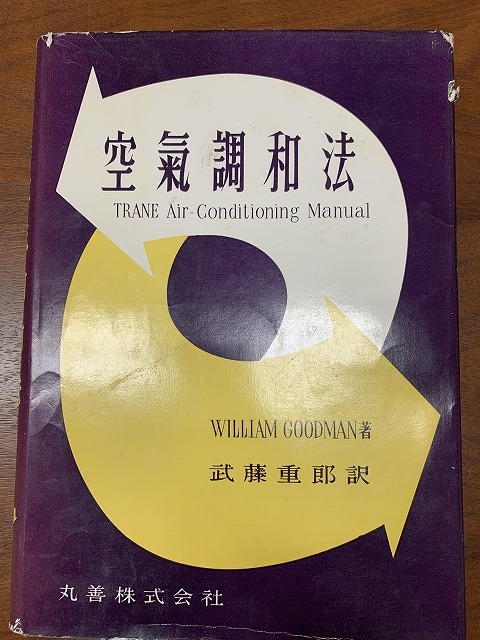 空氣調和法
TRANE Air-Conditioning Manual
WILLIAM GOODMAN著
武藤重郎訳
丸善株式会社